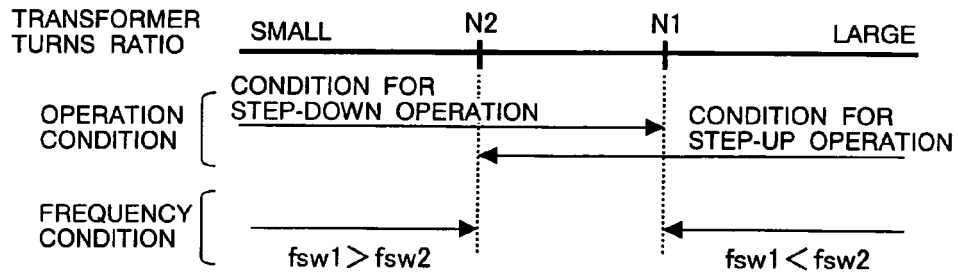 TRANSFORMER
TURNS RATIO
SMALL
N2
N1
LARGE
OPERATION
CONDITION
CONDITION FOR
STEP-DOWN OPERATION
CONDITION FOR
STEP-UP OPERATION
FREQUENCY
CONDITION
fsw1>fsw2
fsw1<fsw2